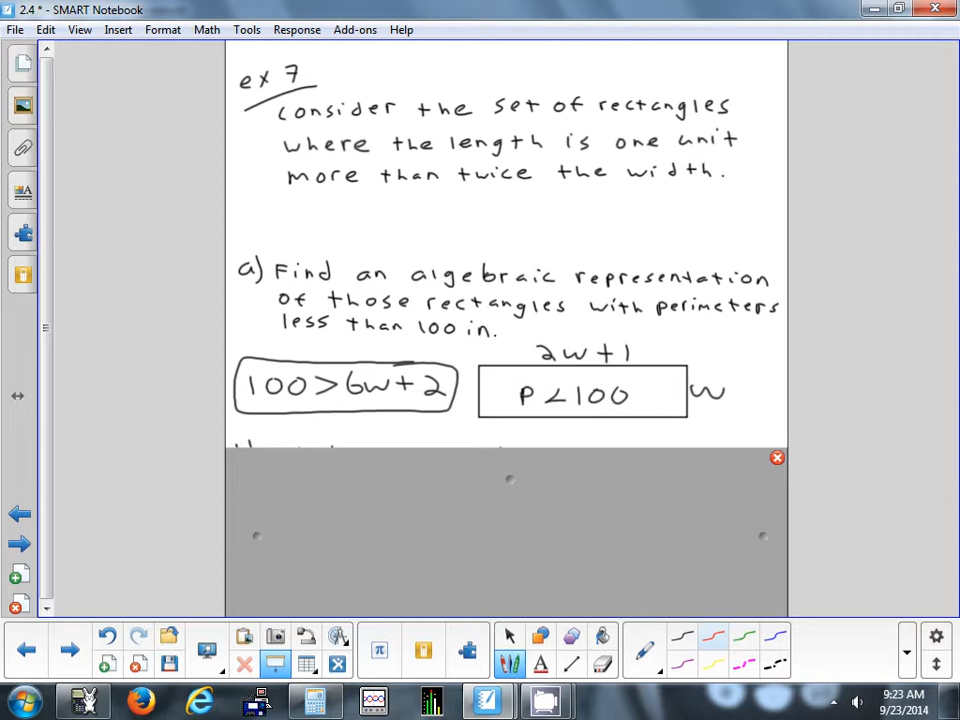 2.4 * - SMART Notebook
File Edit View Insert Format Math Tools Response Add-ons Help
ex 7
Consider the set of rectangles
where the length is one unit
more than twice the width.
a) Find an algebraic representation
of those rectangles with perimeters
less than 100 in.
2w+1
100 > 6w+2
P < 100
w
9:23 AM
9/23/2014